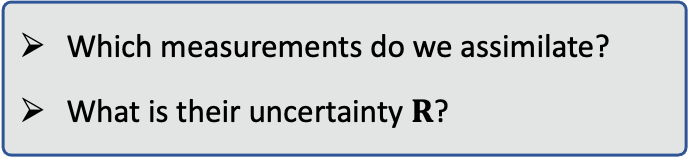 ➤ Which measurements do we assimilate?
➤ What is their uncertainty R?